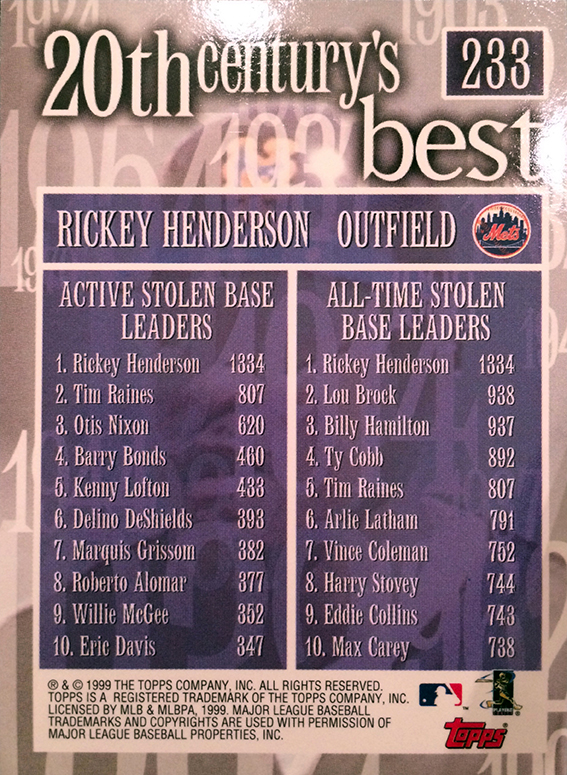 20th century's
best
233
RICKEY HENDERSON OUTFIELD
Mets
ACTIVE STOLEN BASE
LEADERS
1. Rickey Henderson 1334
2. Tim Raines 807
3. Otis Nixon 620
4. Barry Bonds 460
5. Kenny Lofton 433
6. Delino DeShields 393
7. Marquis Grissom 382
8. Roberto Alomar 377
9. Willie McGee 352
10. Eric Davis 347
ALL-TIME STOLEN
BASE LEADERS
1. Rickey Henderson 1334
2. Lou Brock 938
3. Billy Hamilton 937
4. Ty Cobb 892
5. Tim Raines 807
6. Arlie Latham 791
7. Vince Coleman 752
8. Harry Stovey 744
9. Eddie Collins 743
10. Max Carey 738
® & © 1999 THE TOPPS COMPANY, INC. ALL RIGHTS RESERVED.
TOPPS IS A REGISTERED TRADEMARK OF THE TOPPS COMPANY, INC.
LICENSED BY MLB & MLBPA, 1999. MAJOR LEAGUE BASEBALL
TRADEMARKS AND COPYRIGHTS ARE USED WITH PERMISSION OF
MAJOR LEAGUE BASEBALL PROPERTIES, INC.
TOPPS